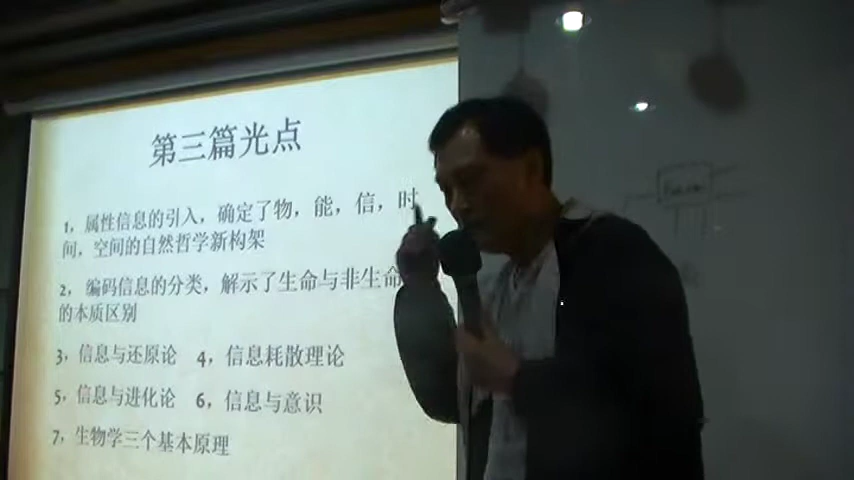 第三篇光点
1，属性信息的引入，确定了物，能，信，时
间，空间的自然哲学新构架
2， 编码信息的分类，解示了生命与非生命
的本质区别
3，信息与还原论 4，信息耗散理论
5，信息与进化论 6，信息与意识
7，生物学三个基本原理